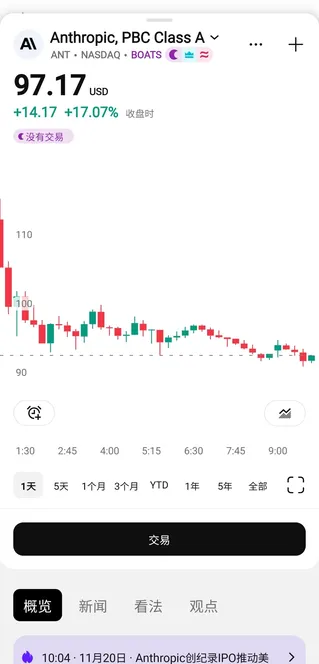 Anthropic, PBC Class A
ANT • NASDAQ • BOATS
97.17 USD
+14.17 +17.07% 收盘时
没有交易
110
100
90
1:30 2:45 4:00 5:15 6:30 7:45 9:00
1天 5天 1个月 3个月 YTD 1年 5年 全部
交易
概览 新闻 看法 观点
10:04 · 11月20日 · Anthropic创纪录IPO推动美